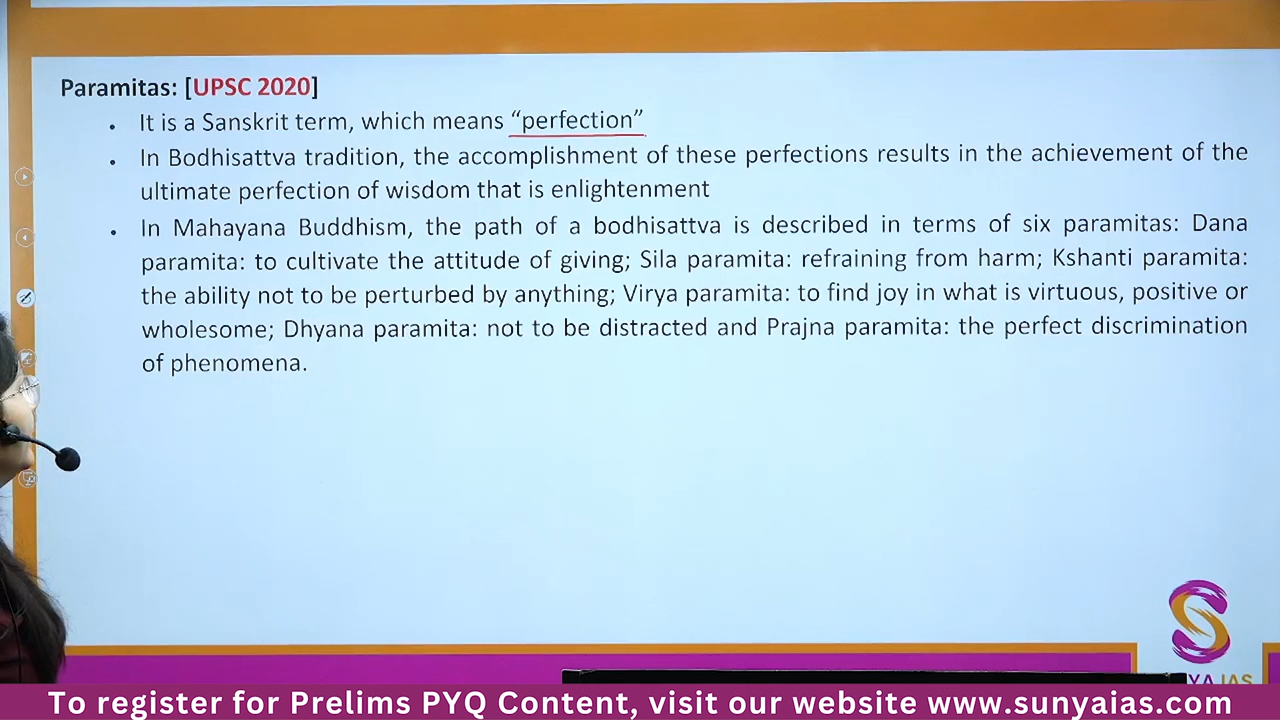 Paramitas: [UPSC 2020]
• It is a Sanskrit term, which means “perfection”
• In Bodhisattva tradition, the accomplishment of these perfections results in the achievement of the
ultimate perfection of wisdom that is enlightenment
• In Mahayana Buddhism, the path of a bodhisattva is described in terms of six paramitas: Dana
paramita: to cultivate the attitude of giving; Sila paramita: refraining from harm; Kshanti paramita:
the ability not to be perturbed by anything; Virya paramita: to find joy in what is virtuous, positive or
wholesome; Dhyana paramita: not to be distracted and Prajna paramita: the perfect discrimination
of phenomena.
YA IAS
To register for Prelims PYQ Content, visit our website www.sunyaias.com